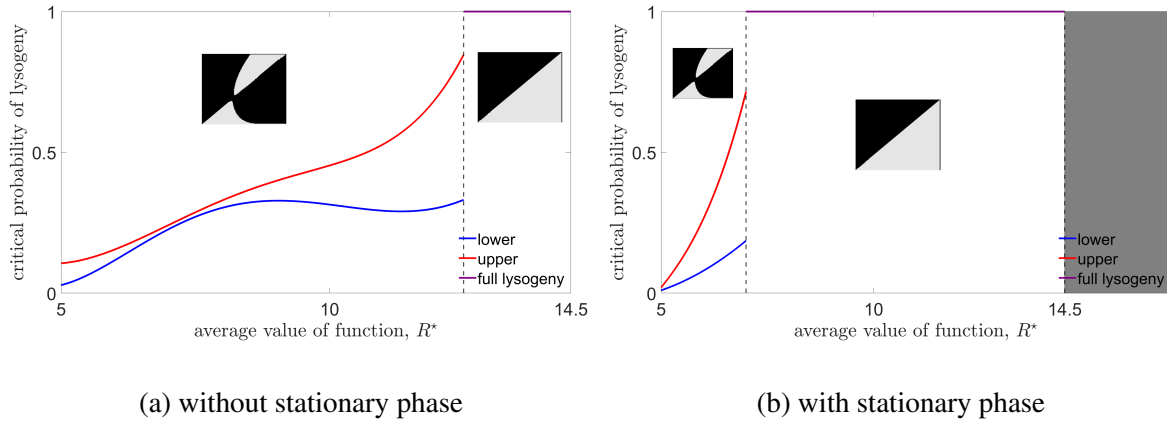 1
0.5
0
critical probability of lysogeny
lower
upper
full lysogeny
5
10
14.5
average value of function, R⋆
(a) without stationary phase
1
0.5
0
critical probability of lysogeny
lower
upper
full lysogeny
5
10
14.5
average value of function, R⋆
(b) with stationary phase